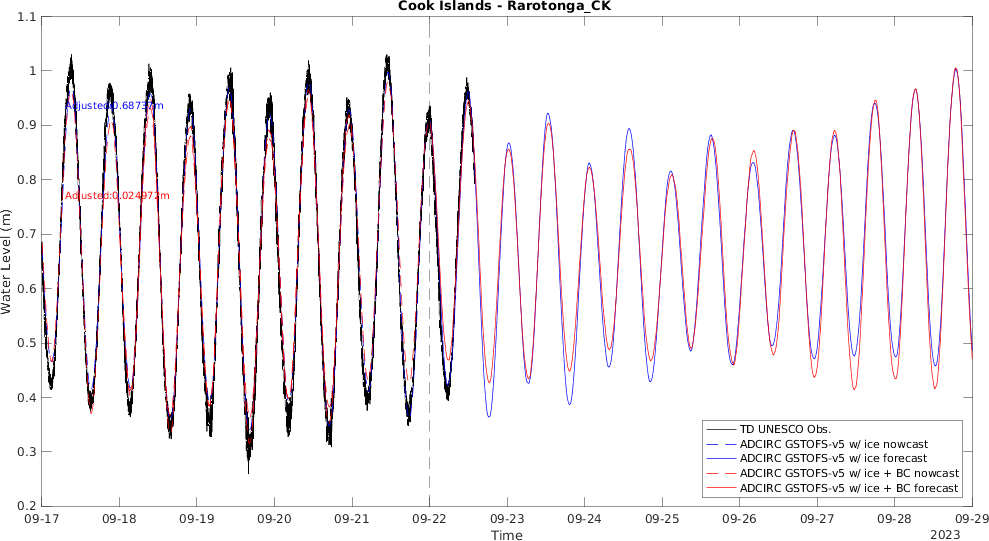 Cook Islands - Rarotonga_CK
1.1
1
0.9
0.8
0.7
0.6
0.5
0.4
0.3
0.2
Water Level (m)
Adjusted:0.68737m
Adjusted:0.024972m
TD UNESCO Obs.
ADCIRC GSTOFS-v5 w/ ice nowcast
ADCIRC GSTOFS-v5 w/ ice forecast
ADCIRC GSTOFS-v5 w/ ice + BC nowcast
ADCIRC GSTOFS-v5 w/ ice + BC forecast
09-17 09-18 09-19 09-20 09-21 09-22 09-23 09-24 09-25 09-26 09-27 09-28 09-29
Time
2023